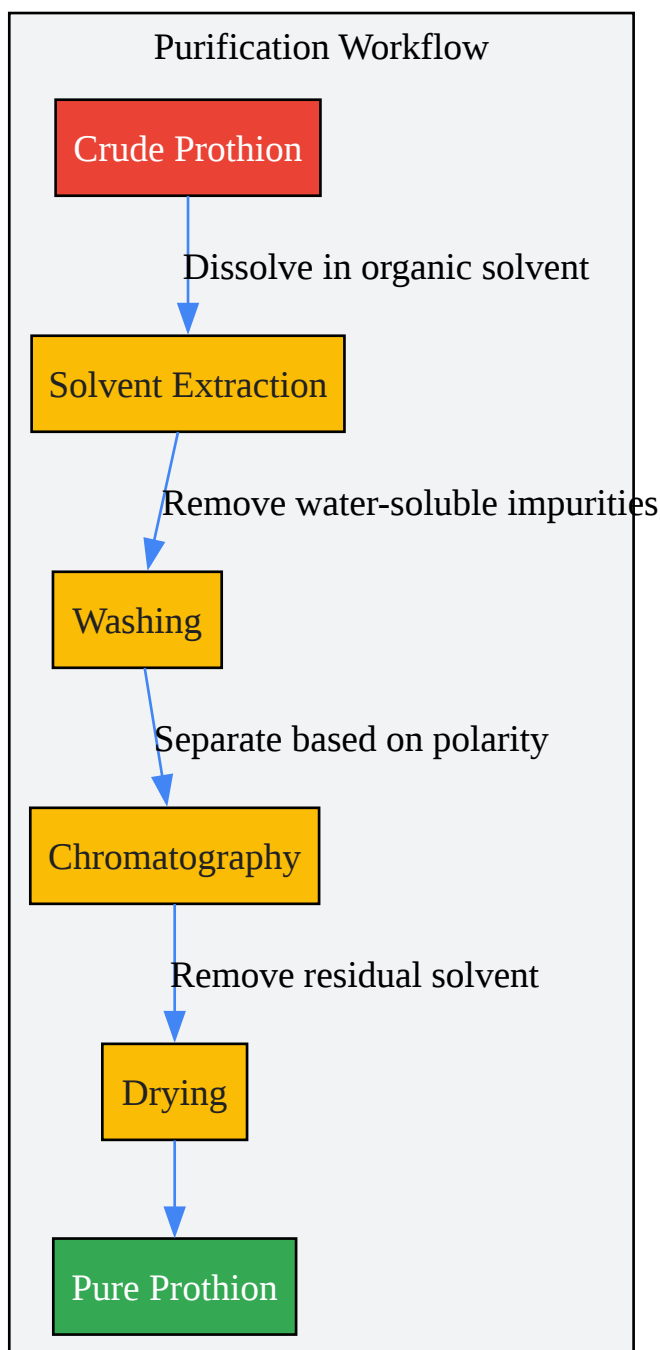 Purification Workflow
Crude Prothion
Dissolve in organic solvent
Solvent Extraction
Remove water-soluble impurities
Washing
Separate based on polarity
Chromatography
Remove residual solvent
Drying
Pure Prothion